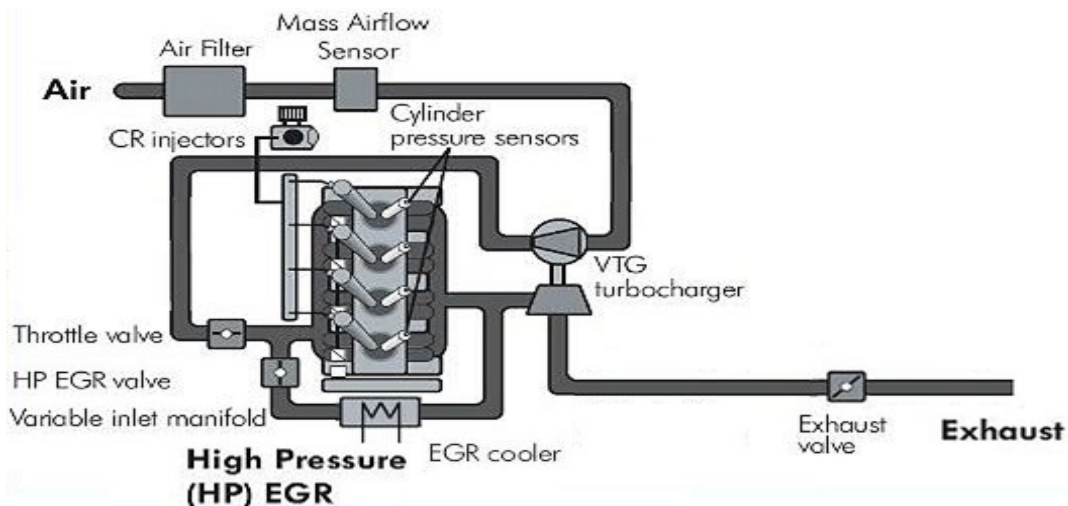 Mass Airflow
Sensor
Air Filter
Air
CR injectors
Cylinder
pressure sensors
VTG
turbocharger
Throttle valve
HP EGR valve
Variable inlet manifold
EGR cooler
High Pressure
(HP) EGR
Exhaust
valve
Exhaust